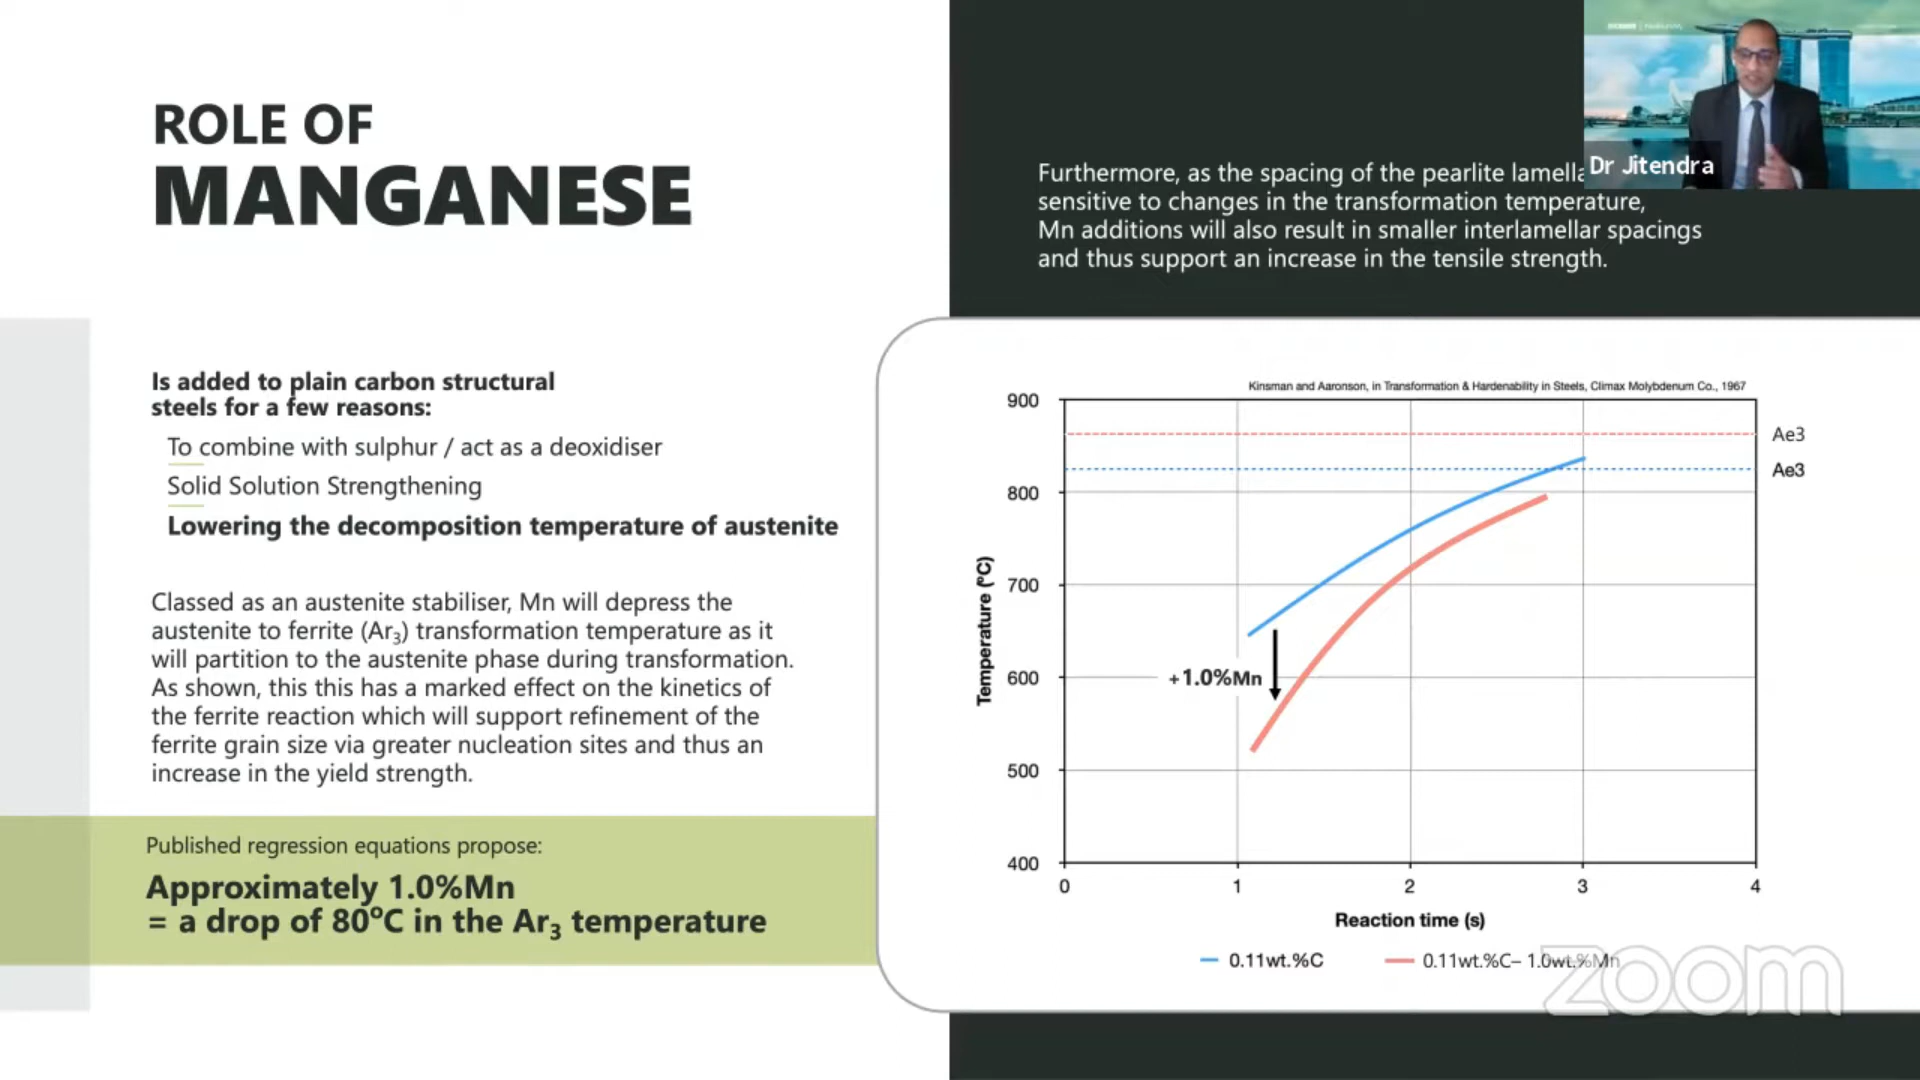 ROLE OF
MANGANESE
Is added to plain carbon structural
steels for a few reasons:
To combine with sulphur / act as a deoxidiser
Solid Solution Strengthening
Lowering the decomposition temperature of austenite
Classed as an austenite stabiliser, Mn will depress the
austenite to ferrite (Ar3) transformation temperature as it
will partition to the austenite phase during transformation.
As shown, this this has a marked effect on the kinetics of
the ferrite reaction which will support refinement of the
ferrite grain size via greater nucleation sites and thus an
increase in the yield strength.
Published regression equations propose:
Approximately 1.0%Mn
= a drop of 80ºC in the Ar3 temperature
Furthermore, as the spacing of the pearlite
sensitive to changes in the transformation temperature,
Mn additions will also result in smaller interlamellar spacings
and thus support an increase in the tensile strength.
Dr Jitendra
Kinsman and Aaronson, in Transformation & Hardenability in Steels, Climax Molybdenum Co., 1967
900
800
700
600
500
400
Temperature (ºC)
Ae3
Ae3
+1.0%Mn
0 1 2 3 4
Reaction time (s)
0.11wt.%C
0.11wt.%C– 1.0wt.%Mn
zoom